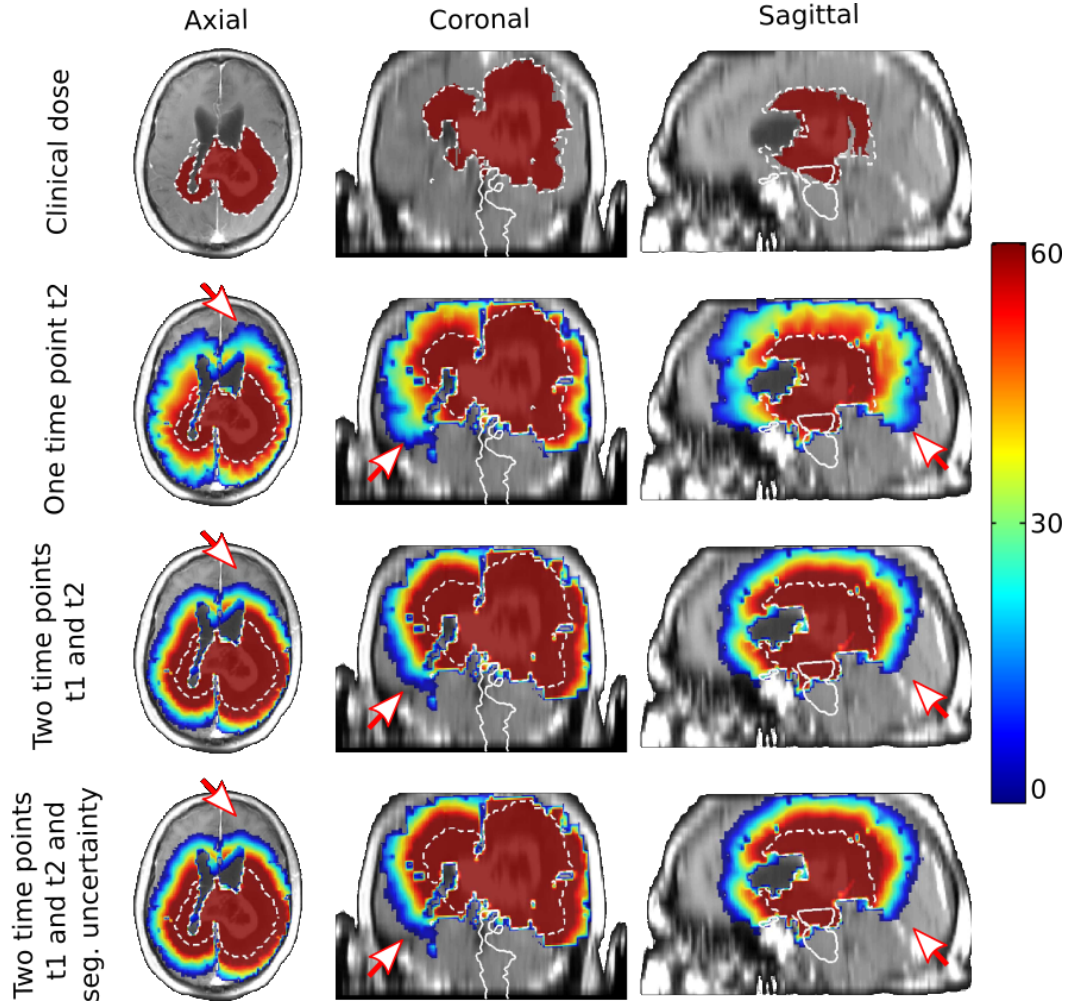 Axial
Coronal
Sagittal
Clinical dose
One time point t2
60
30
0
Two time points
t1 and t2
Two time points
t1 and t2 and
seg. uncertainty